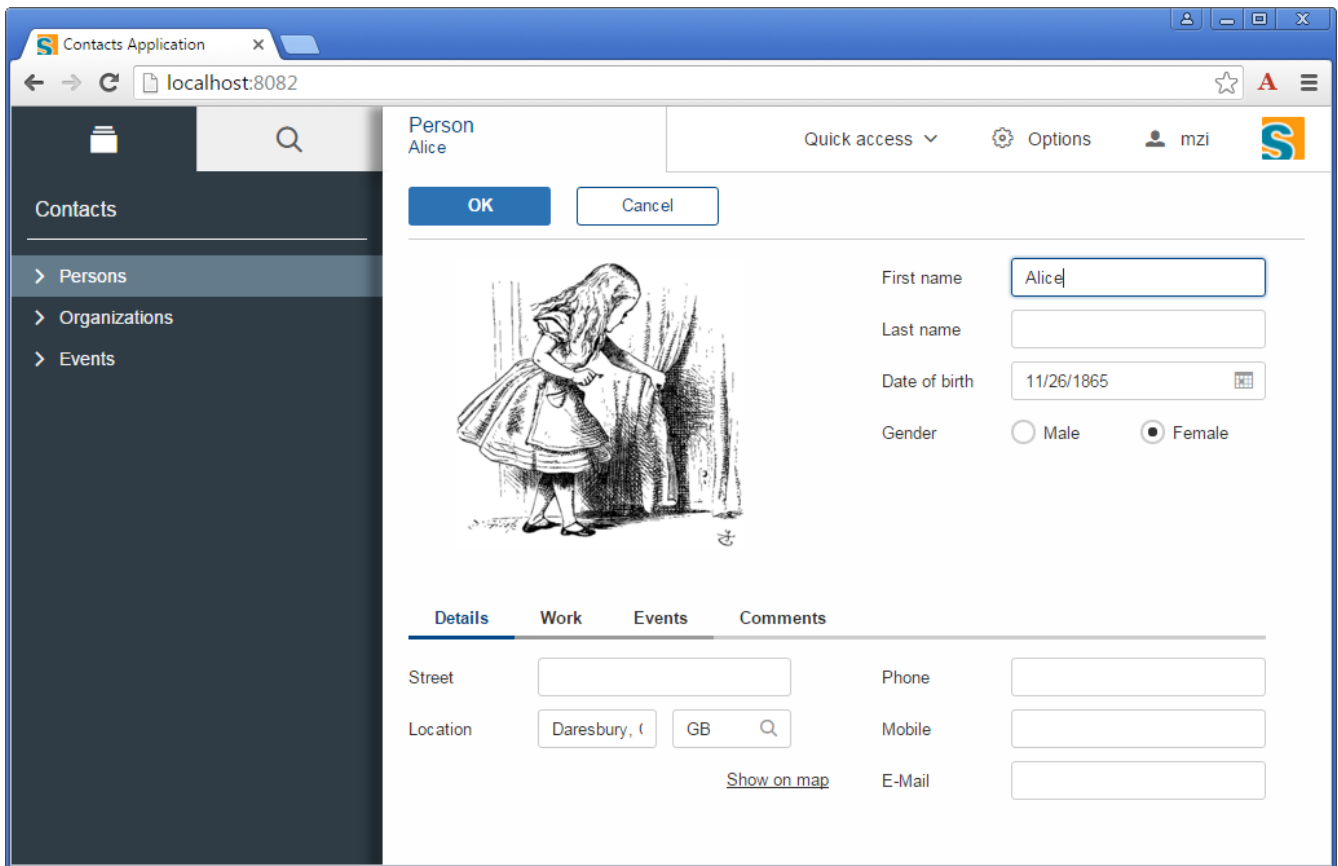 Contacts Application
localhost:8082
A
Person
Alice
Quick access
Options
mzi
S
Contacts
OK
Cancel
Persons
Organizations
Events
First name
Alice
Last name
Date of birth
11/26/1865
Gender
Male
Female
Details
Work
Events
Comments
Street
Phone
Location
Daresbury, (
GB
Mobile
Show on map
E-Mail